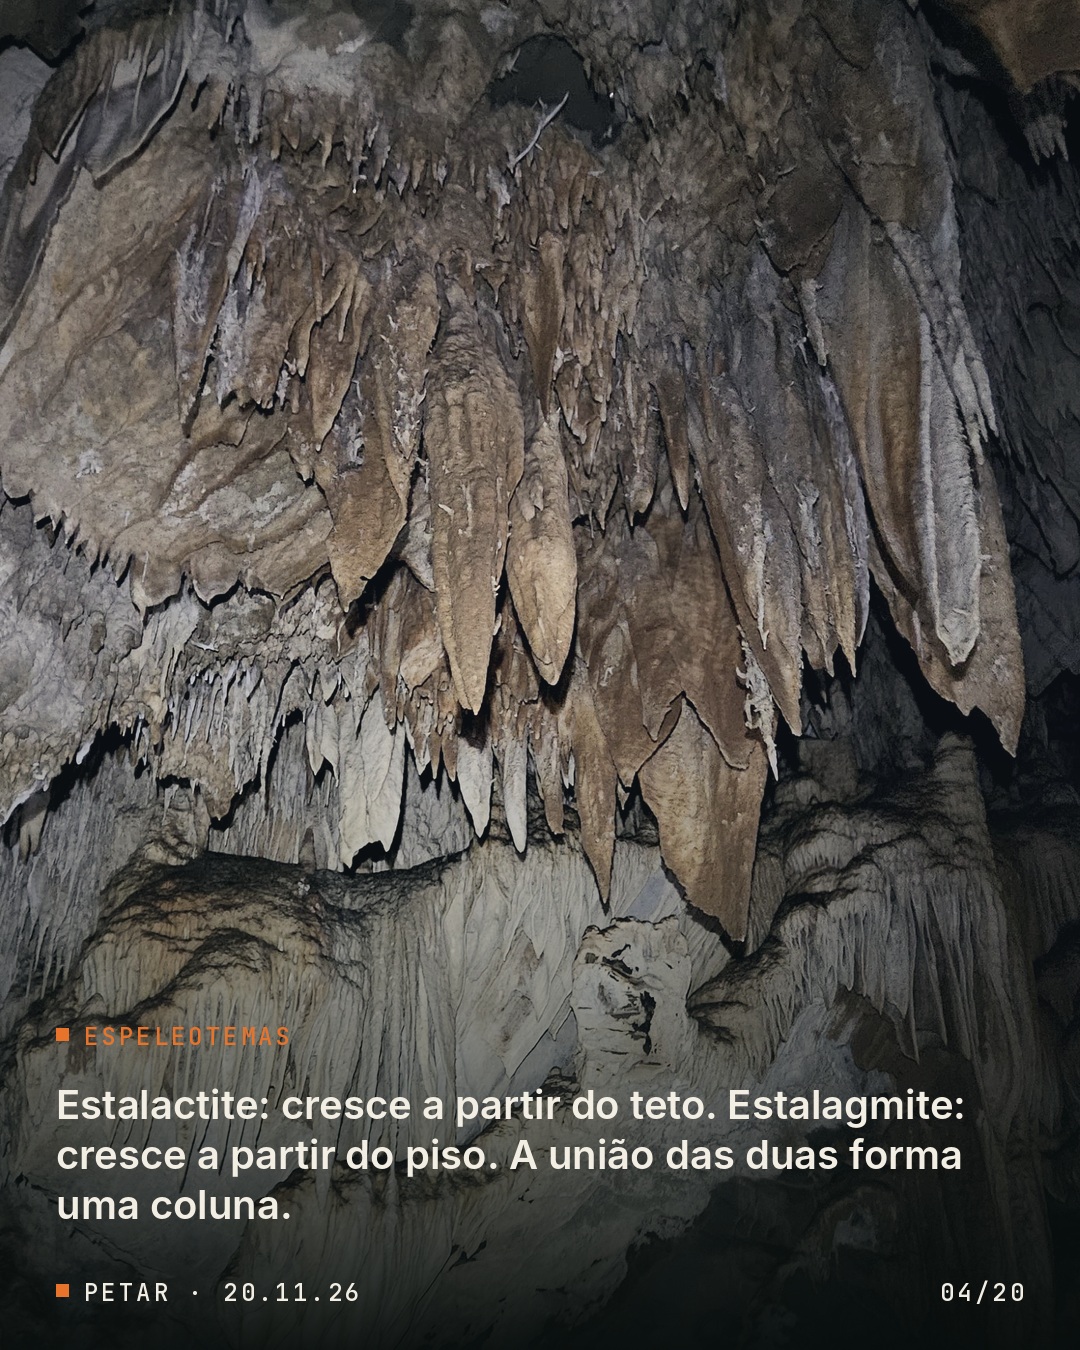 ESPELEOTEMAS
Estalactite: cresce a partir do teto. Estalagmite:
cresce a partir do piso. A união das duas forma
uma coluna.
PETAR · 20.11.26
04/20